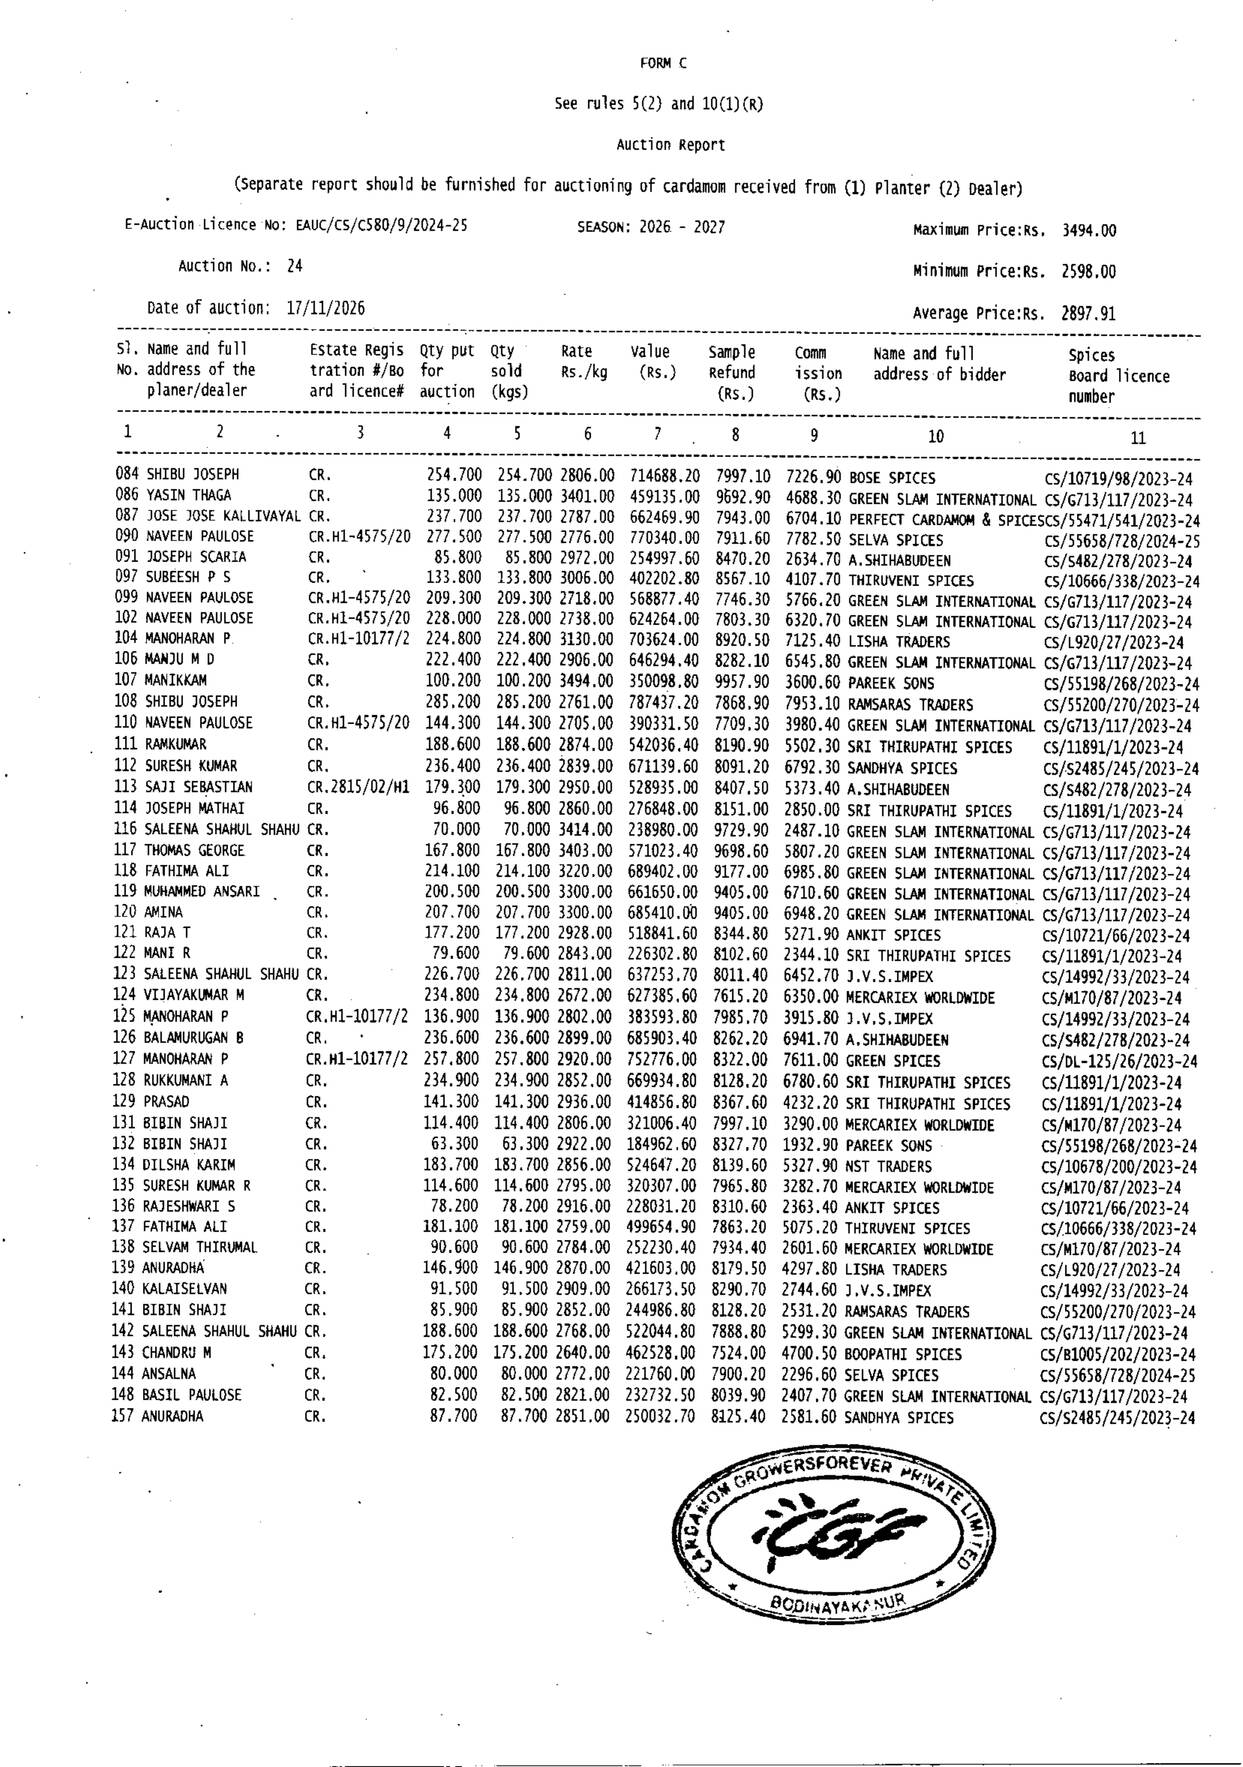 FORM C
See rules 5(2) and 10(1)(R)
Auction Report
(Separate report should be furnished for auctioning of cardamom received from (1) Planter (2) Dealer)
E-Auction Licence No: EAUC/CS/C580/9/2024-25 SEASON: 2026 - 2027 Maximum Price:Rs. 3494.00
Auction No.: 24 Minimum Price:Rs. 2598.00
Date of auction: 17/11/2026 Average Price:Rs. 2897.91
Sl. Name and full Estate Regis Qty put Qty Rate Value Sample Comm Name and full Spices
No. address of the tration #/Bo for sold Rs./kg (Rs.) Refund ission address of bidder Board licence
planer/dealer ard licence# auction (kgs) (Rs.) (Rs.) number
1 2 3 4 5 6 7 8 9 10 11
084 SHIBU JOSEPH CR. 254.700 254.700 2806.00 714688.20 7997.10 7226.90 BOSE SPICES CS/10719/98/2023-24
086 YASIN THAGA CR. 135.000 135.000 3401.00 459135.00 9692.90 4688.30 GREEN SLAM INTERNATIONAL CS/G713/117/2023-24
087 JOSE JOSE KALLIVAYAL CR. 237.700 237.700 2787.00 662469.90 7943.00 6704.10 PERFECT CARDAMOM & SPICESCS/55471/541/2023-24
090 NAVEEN PAULOSE CR.H1-4575/20 277.500 277.500 2776.00 770340.00 7911.60 7782.50 SELVA SPICES CS/55658/728/2024-25
091 JOSEPH SCARIA CR. 85.800 85.800 2972.00 254997.60 8470.20 2634.70 A.SHIHABUDEEN CS/S482/278/2023-24
097 SUBEESH P S CR. 133.800 133.800 3006.00 402202.80 8567.10 4107.70 THIRUVENI SPICES CS/10666/338/2023-24
099 NAVEEN PAULOSE CR.H1-4575/20 209.300 209.300 2718.00 568877.40 7746.30 5766.20 GREEN SLAM INTERNATIONAL CS/G713/117/2023-24
102 NAVEEN PAULOSE CR.H1-4575/20 228.000 228.000 2738.00 624264.00 7803.30 6320.70 GREEN SLAM INTERNATIONAL CS/G713/117/2023-24
104 MANOHARAN P CR.H1-10177/2 224.800 224.800 3130.00 703624.00 8920.50 7125.40 LISHA TRADERS CS/L920/27/2023-24
106 MANJU M D CR. 222.400 222.400 2906.00 646294.40 8282.10 6545.80 GREEN SLAM INTERNATIONAL CS/G713/117/2023-24
107 MANIKKAM CR. 100.200 100.200 3494.00 350098.80 9957.90 3600.60 PAREEK SONS CS/55198/268/2023-24
108 SHIBU JOSEPH CR. 285.200 285.200 2761.00 787437.20 7868.90 7953.10 RAMSARAS TRADERS CS/55200/270/2023-24
110 NAVEEN PAULOSE CR.H1-4575/20 144.300 144.300 2705.00 390331.50 7709.30 3980.40 GREEN SLAM INTERNATIONAL CS/G713/117/2023-24
111 RAMKUMAR CR. 188.600 188.600 2874.00 542036.40 8190.90 5502.30 SRI THIRUPATHI SPICES CS/11891/1/2023-24
112 SURESH KUMAR CR. 236.400 236.400 2839.00 671139.60 8091.20 6792.30 SANDHYA SPICES CS/S2485/245/2023-24
113 SAJI SEBASTIAN CR.2815/02/H1 179.300 179.300 2950.00 528935.00 8407.50 5373.40 A.SHIHABUDEEN CS/S482/278/2023-24
114 JOSEPH MATHAI CR. 96.800 96.800 2860.00 276848.00 8151.00 2850.00 SRI THIRUPATHI SPICES CS/11891/1/2023-24
116 SALEENA SHAHUL SHAHU CR. 70.000 70.000 3414.00 238980.00 9729.90 2487.10 GREEN SLAM INTERNATIONAL CS/G713/117/2023-24
117 THOMAS GEORGE CR. 167.800 167.800 3403.00 571023.40 9698.60 5807.20 GREEN SLAM INTERNATIONAL CS/G713/117/2023-24
118 FATHIMA ALI CR. 214.100 214.100 3220.00 689402.00 9177.00 6985.80 GREEN SLAM INTERNATIONAL CS/G713/117/2023-24
119 MUHAMMED ANSARI CR. 200.500 200.500 3300.00 661650.00 9405.00 6710.60 GREEN SLAM INTERNATIONAL CS/G713/117/2023-24
120 AMINA CR. 207.700 207.700 3300.00 685410.00 9405.00 6948.20 GREEN SLAM INTERNATIONAL CS/G713/117/2023-24
121 RAJA T CR. 177.200 177.200 2928.00 518841.60 8344.80 5271.90 ANKIT SPICES CS/10721/66/2023-24
122 MANI R CR. 79.600 79.600 2843.00 226302.80 8102.60 2344.10 SRI THIRUPATHI SPICES CS/11891/1/2023-24
123 SALEENA SHAHUL SHAHU CR. 226.700 226.700 2811.00 637253.70 8011.40 6452.70 J.V.S.IMPEX CS/14992/33/2023-24
124 VIJAYAKUMAR M CR. 234.800 234.800 2672.00 627385.60 7615.20 6350.00 MERCARIEX WORLDWIDE CS/M170/87/2023-24
125 MANOHARAN P CR.H1-10177/2 136.900 136.900 2802.00 383593.80 7985.70 3915.80 J.V.S.IMPEX CS/14992/33/2023-24
126 BALAMURUGAN B CR. 236.600 236.600 2899.00 685903.40 8262.20 6941.70 A.SHIHABUDEEN CS/S482/278/2023-24
127 MANOHARAN P CR.H1-10177/2 257.800 257.800 2920.00 752776.00 8322.00 7611.00 GREEN SPICES CS/DL-125/26/2023-24
128 RUKKUMANI A CR. 234.900 234.900 2852.00 669934.80 8128.20 6780.60 SRI THIRUPATHI SPICES CS/11891/1/2023-24
129 PRASAD CR. 141.300 141.300 2936.00 414856.80 8367.60 4232.20 SRI THIRUPATHI SPICES CS/11891/1/2023-24
131 BIBIN SHAJI CR. 114.400 114.400 2806.00 321006.40 7997.10 3290.00 MERCARIEX WORLDWIDE CS/M170/87/2023-24
132 BIBIN SHAJI CR. 63.300 63.300 2922.00 184962.60 8327.70 1932.90 PAREEK SONS CS/55198/268/2023-24
134 DILSHA KARIM CR. 183.700 183.700 2856.00 524647.20 8139.60 5327.90 NST TRADERS CS/10678/200/2023-24
135 SURESH KUMAR R CR. 114.600 114.600 2795.00 320307.00 7965.80 3282.70 MERCARIEX WORLDWIDE CS/M170/87/2023-24
136 RAJESHWARI S CR. 78.200 78.200 2916.00 228031.20 8310.60 2363.40 ANKIT SPICES CS/10721/66/2023-24
137 FATHIMA ALI CR. 181.100 181.100 2759.00 499654.90 7863.20 5075.20 THIRUVENI SPICES CS/10666/338/2023-24
138 SELVAM THIRUMAL CR. 90.600 90.600 2784.00 252230.40 7934.40 2601.60 MERCARIEX WORLDWIDE CS/M170/87/2023-24
139 ANURADHA CR. 146.900 146.900 2870.00 421603.00 8179.50 4297.80 LISHA TRADERS CS/L920/27/2023-24
140 KALAISELVAN CR. 91.500 91.500 2909.00 266173.50 8290.70 2744.60 J.V.S.IMPEX CS/14992/33/2023-24
141 BIBIN SHAJI CR. 85.900 85.900 2852.00 244986.80 8128.20 2531.20 RAMSARAS TRADERS CS/55200/270/2023-24
142 SALEENA SHAHUL SHAHU CR. 188.600 188.600 2768.00 522044.80 7888.80 5299.30 GREEN SLAM INTERNATIONAL CS/G713/117/2023-24
143 CHANDRU M CR. 175.200 175.200 2640.00 462528.00 7524.00 4700.50 BOOPATHI SPICES CS/B1005/202/2023-24
144 ANSALNA CR. 80.000 80.000 2772.00 221760.00 7900.20 2296.60 SELVA SPICES CS/55658/728/2024-25
148 BASIL PAULOSE CR. 82.500 82.500 2821.00 232732.50 8039.90 2407.70 GREEN SLAM INTERNATIONAL CS/G713/117/2023-24
157 ANURADHA CR. 87.700 87.700 2851.00 250032.70 8125.40 2581.60 SANDHYA SPICES CS/S2485/245/2023-24
CARDAMOM GROWERSFOREVER PRIVATE LIMITED
CGF
BODINAYAKANUR